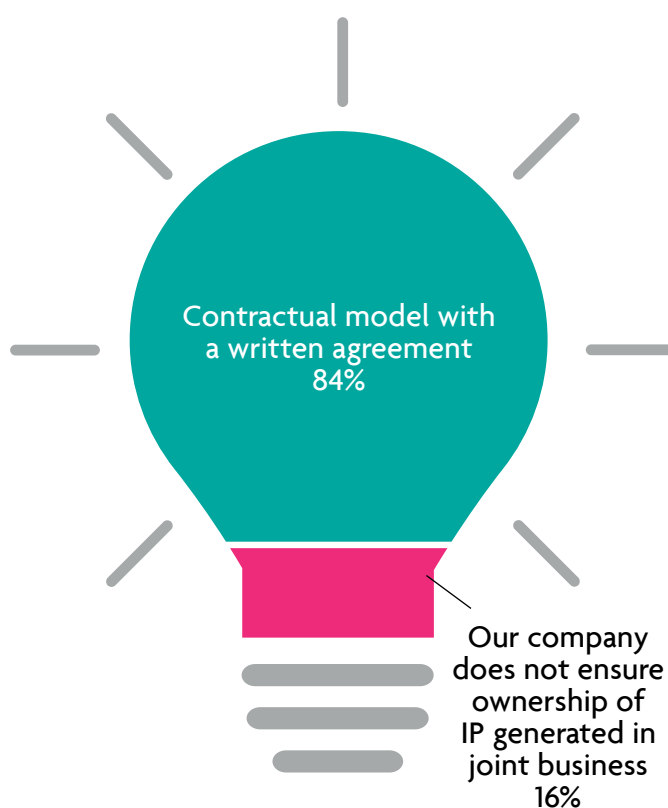 Contractual model with
a written agreement
84%
Our company
does not ensure
ownership of
IP generated in
joint business
16%